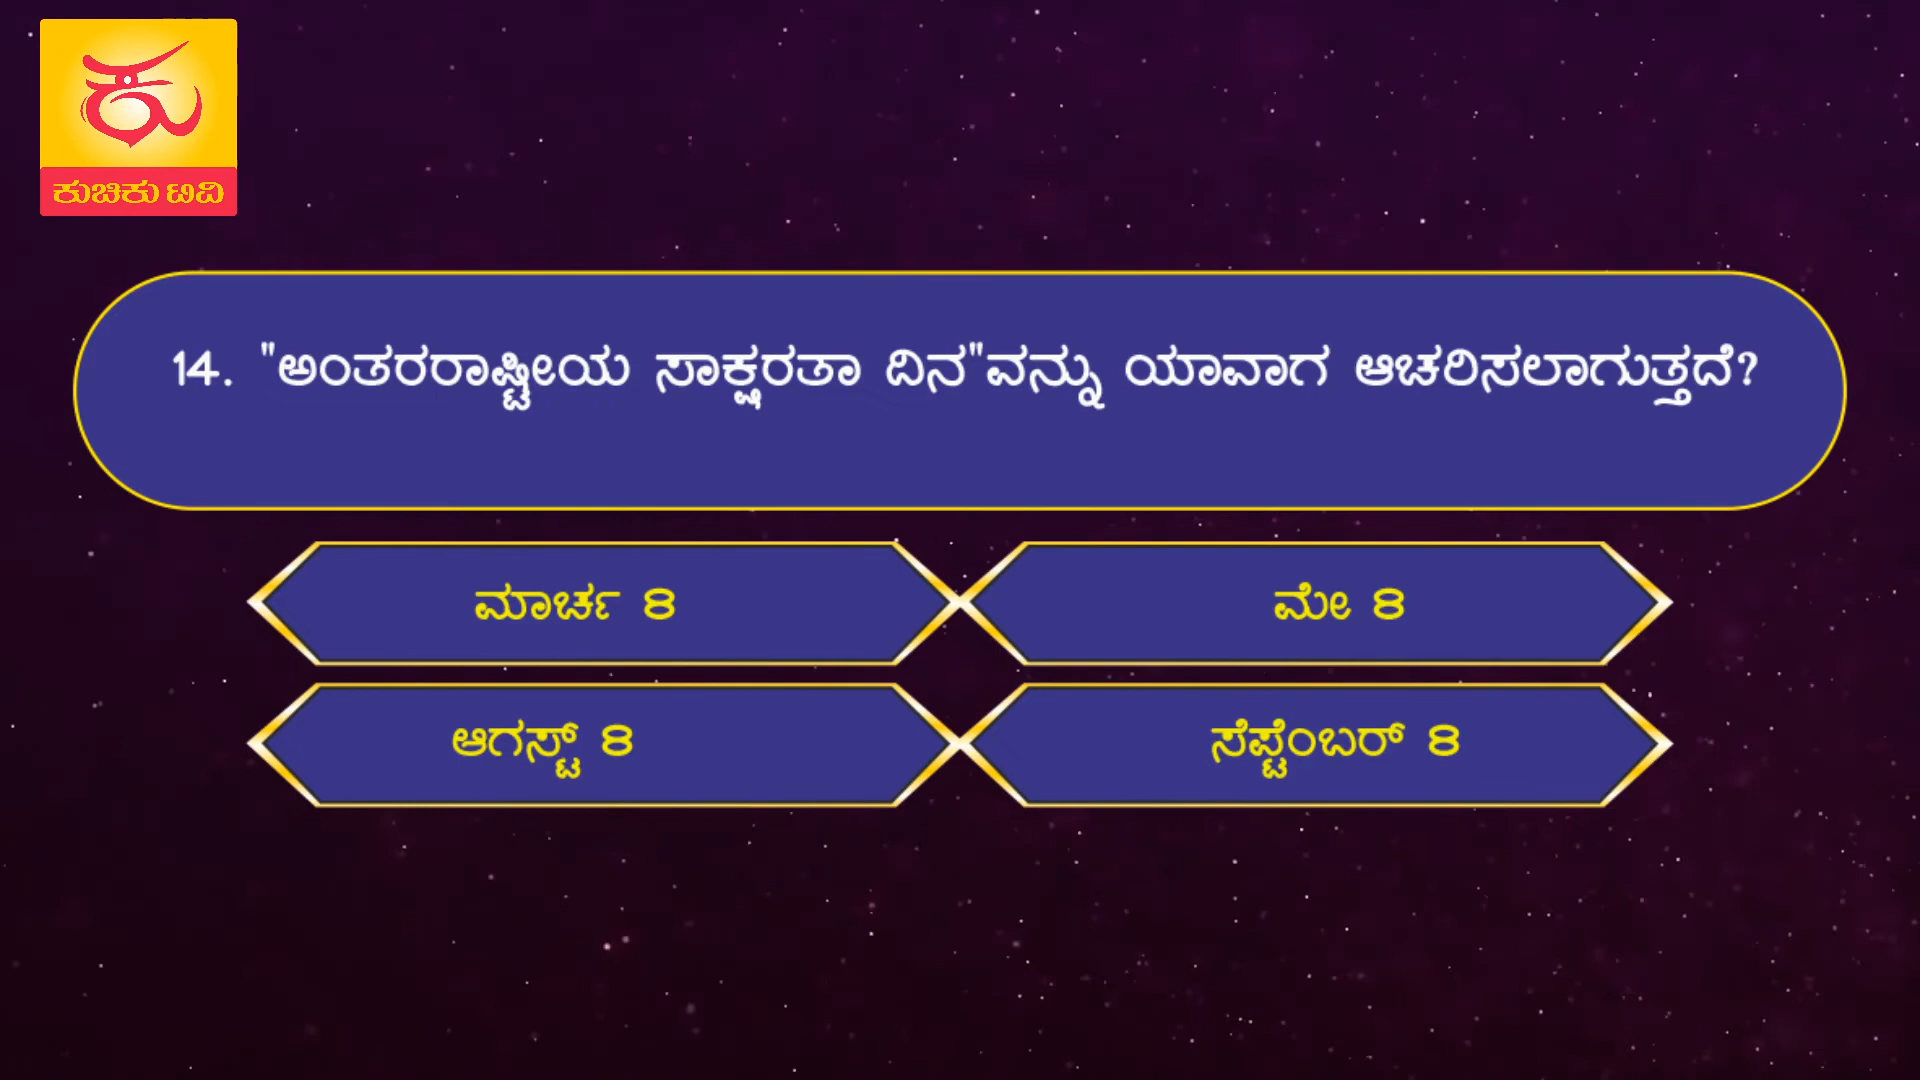 ಕು
ಕುಚಿಕು ಟಿವಿ
14. "ಅಂತರರಾಷ್ಟ್ರೀಯ ಸಾಕ್ಷರತಾ ದಿನ"ವನ್ನು ಯಾವಾಗ ಆಚರಿಸಲಾಗುತ್ತದೆ?
ಮಾರ್ಚ 8
ಮೇ 8
ಆಗಸ್ಟ್ 8
ಸೆಪ್ಟೆಂಬರ್ 8